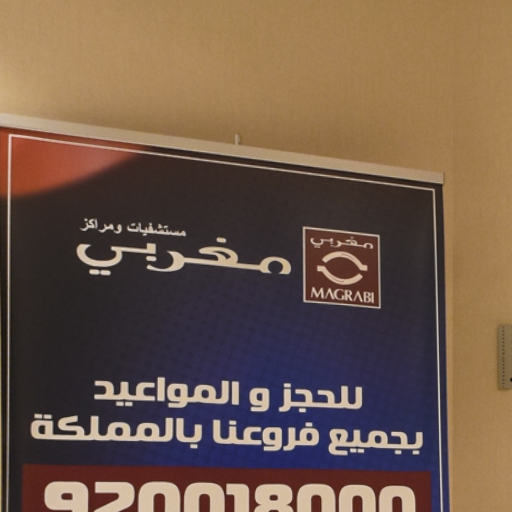 مستشفيات ومراكز
مغربي
مغربي
MAGRABI
للحجز و المواعيد
بجميع فروعنا بالمملكة
920018000